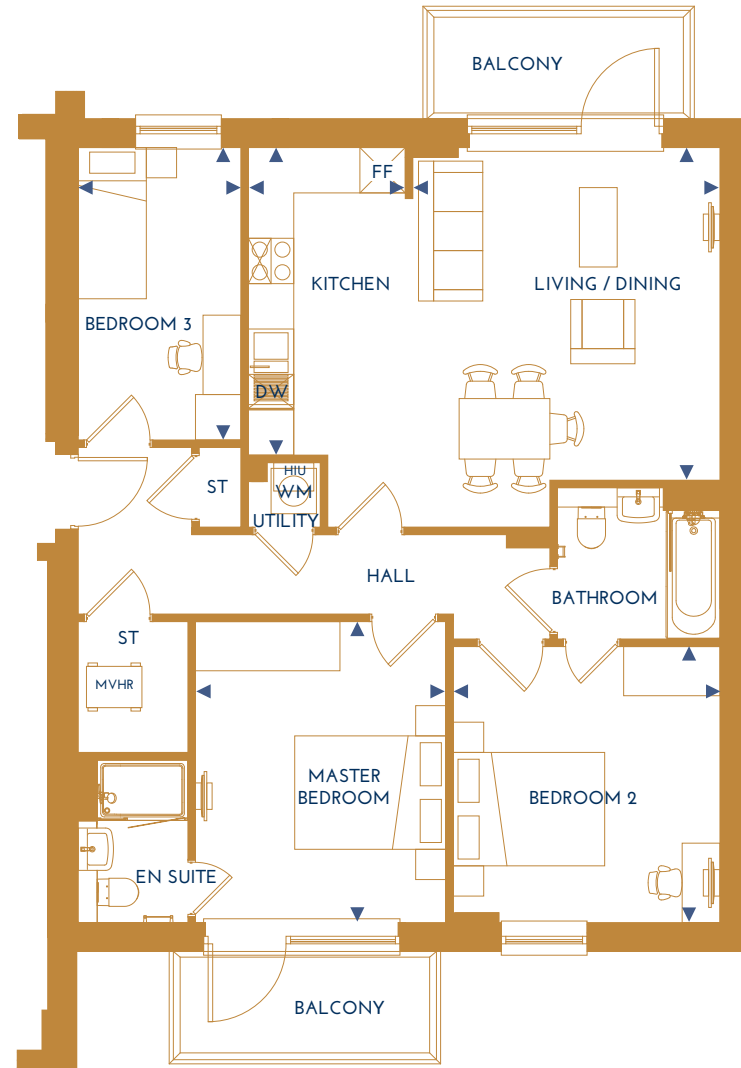 BALCONY
FF
KITCHEN
LIVING / DINING
BEDROOM 3
DW
HIU
ST
WM
UTILITY
HALL
BATHROOM
ST
MVHR
MASTER
BEDROOM
BEDROOM 2
EN SUITE
BALCONY